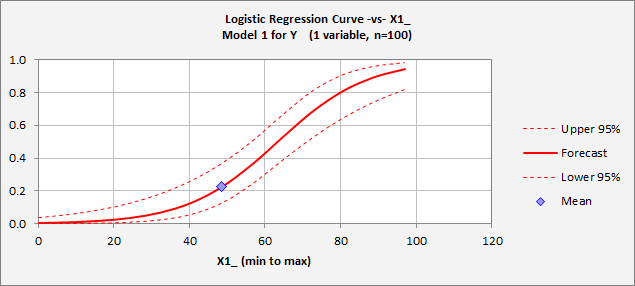 Logistic Regression Curve -vs- X1_
Model 1 for Y (1 variable, n=100)
1.0
0.8
0.6
0.4
0.2
0.0
0 20 40 60 80 100 120
X1_ (min to max)
Upper 95%
Forecast
Lower 95%
Mean